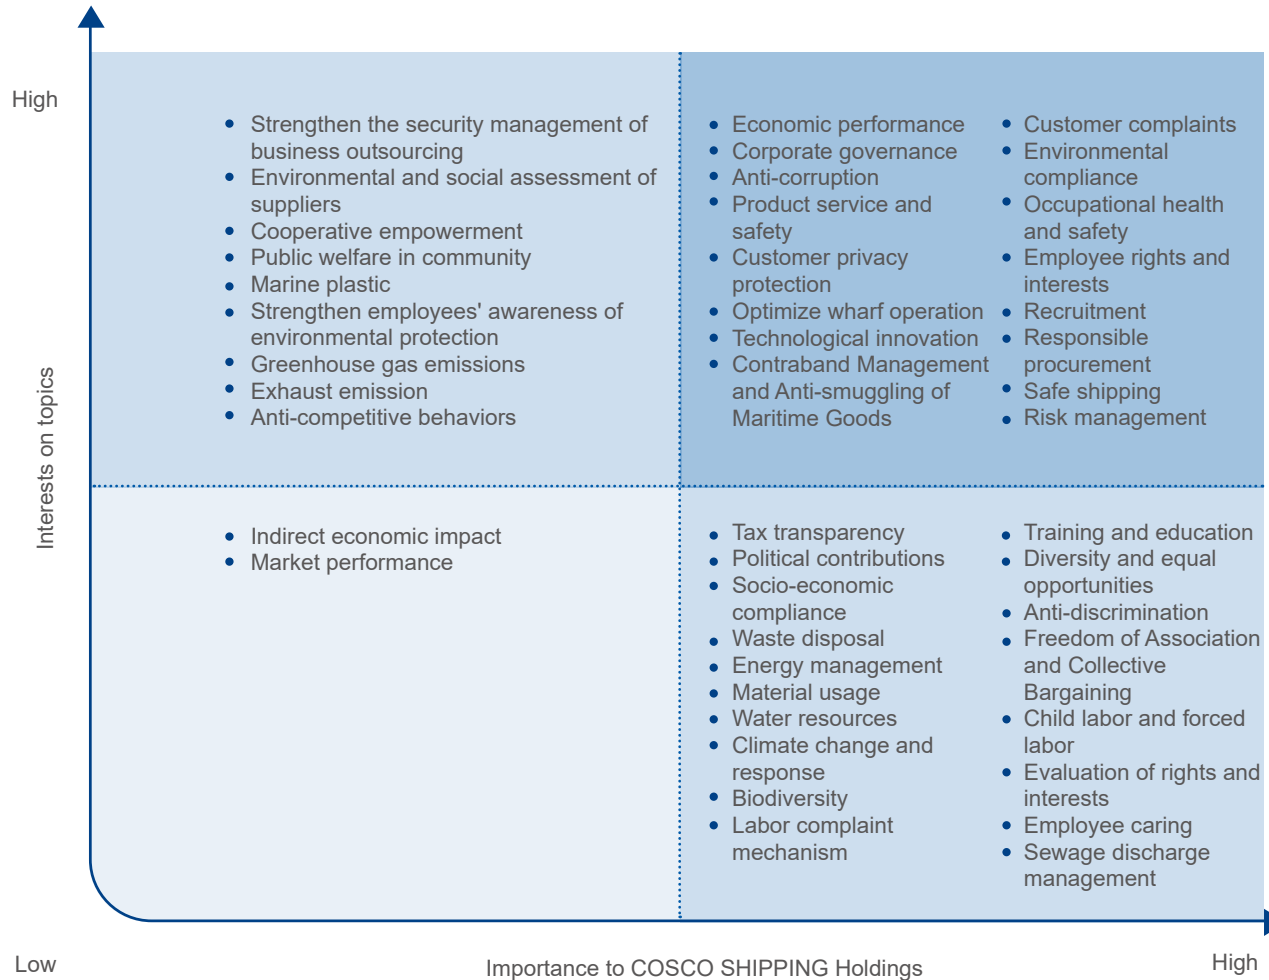 High
Interests on topics
Strengthen the security management of
business outsourcing
Environmental and social assessment of
suppliers
Cooperative empowerment
Public welfare in community
Marine plastic
Strengthen employees' awareness of
environmental protection
Greenhouse gas emissions
Exhaust emission
Anti-competitive behaviors
Economic performance
Corporate governance
Anti-corruption
Product service and
safety
Customer privacy
protection
Optimize wharf operation
Technological innovation
Contraband Management
and Anti-smuggling of
Maritime Goods
Customer complaints
Environmental
compliance
Occupational health
and safety
Employee rights and
interests
Recruitment
Responsible
procurement
Safe shipping
Risk management
Indirect economic impact
Market performance
Tax transparency
Political contributions
Socio-economic
compliance
Waste disposal
Energy management
Material usage
Water resources
Climate change and
response
Biodiversity
Labor complaint
mechanism
Training and education
Diversity and equal
opportunities
Anti-discrimination
Freedom of Association
and Collective
Bargaining
Child labor and forced
labor
Evaluation of rights and
interests
Employee caring
Sewage discharge
management
Low
Importance to COSCO SHIPPING Holdings
High